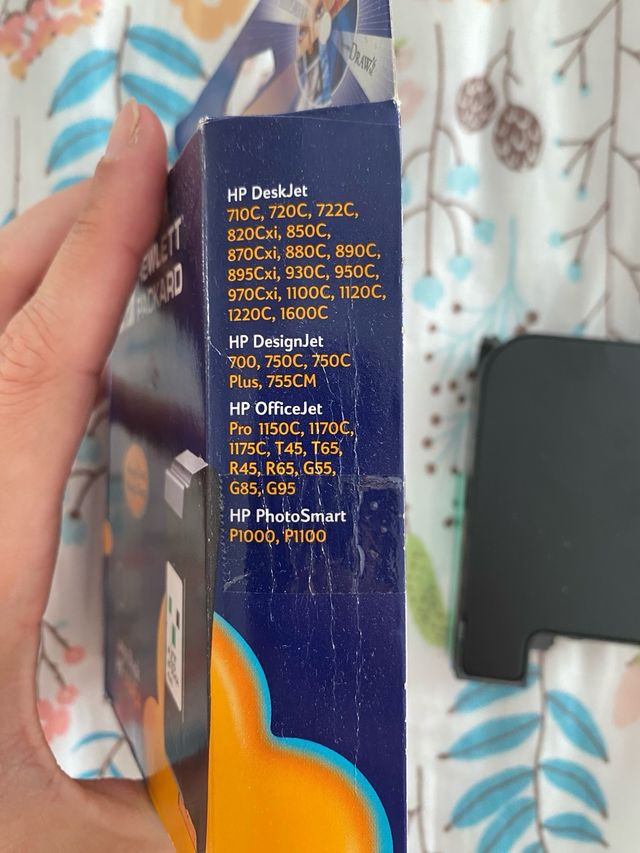 DRAW
HP DeskJet
710C, 720C, 722C,
820Cxi, 850C,
870Cxi, 880C, 890C,
895Cxi, 930C, 950C,
970Cxi, 1100C, 1120C,
1220C, 1600C
HP DesignJet
700, 750C, 750C
Plus, 755CM
HP OfficeJet
Pro 1150C, 1170C,
1175C, T45, T65,
R45, R65, G55,
G85, G95
HP PhotoSmart
P1000, P1100
PACKARD